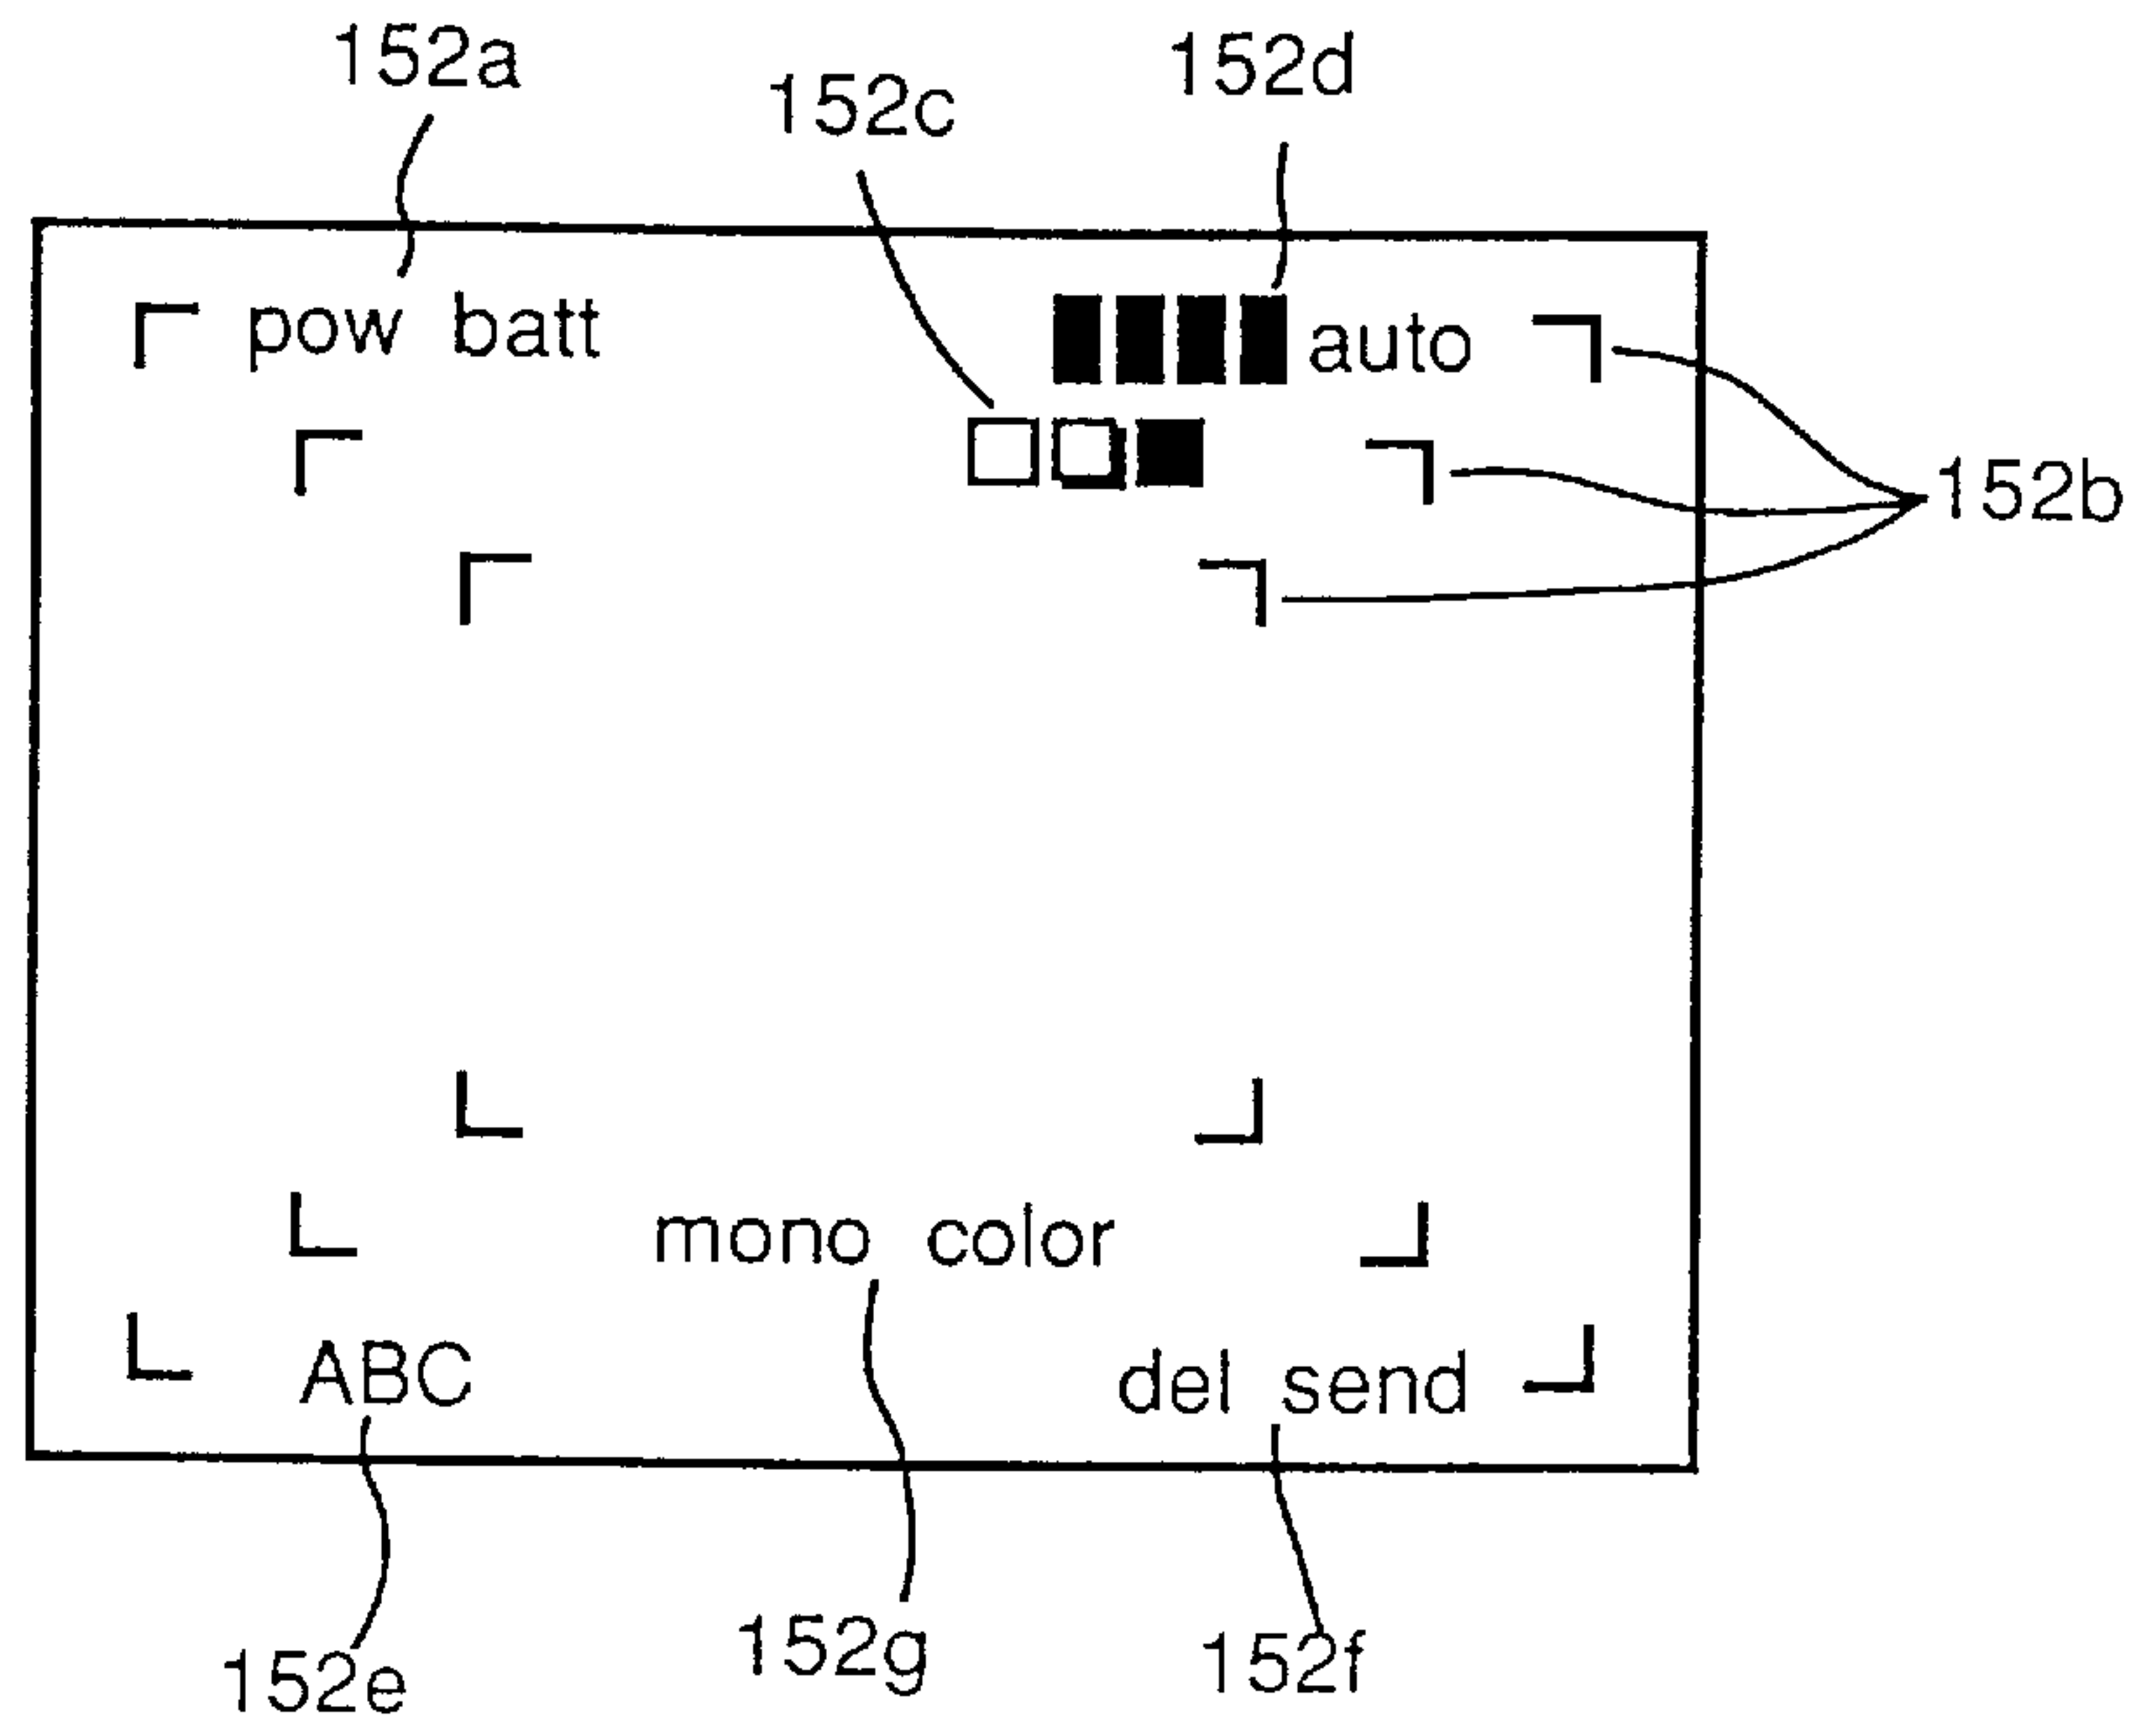 152a
152d
152c
pow batt
auto
152b
mono color
ABC
del send
152g
152f
152e